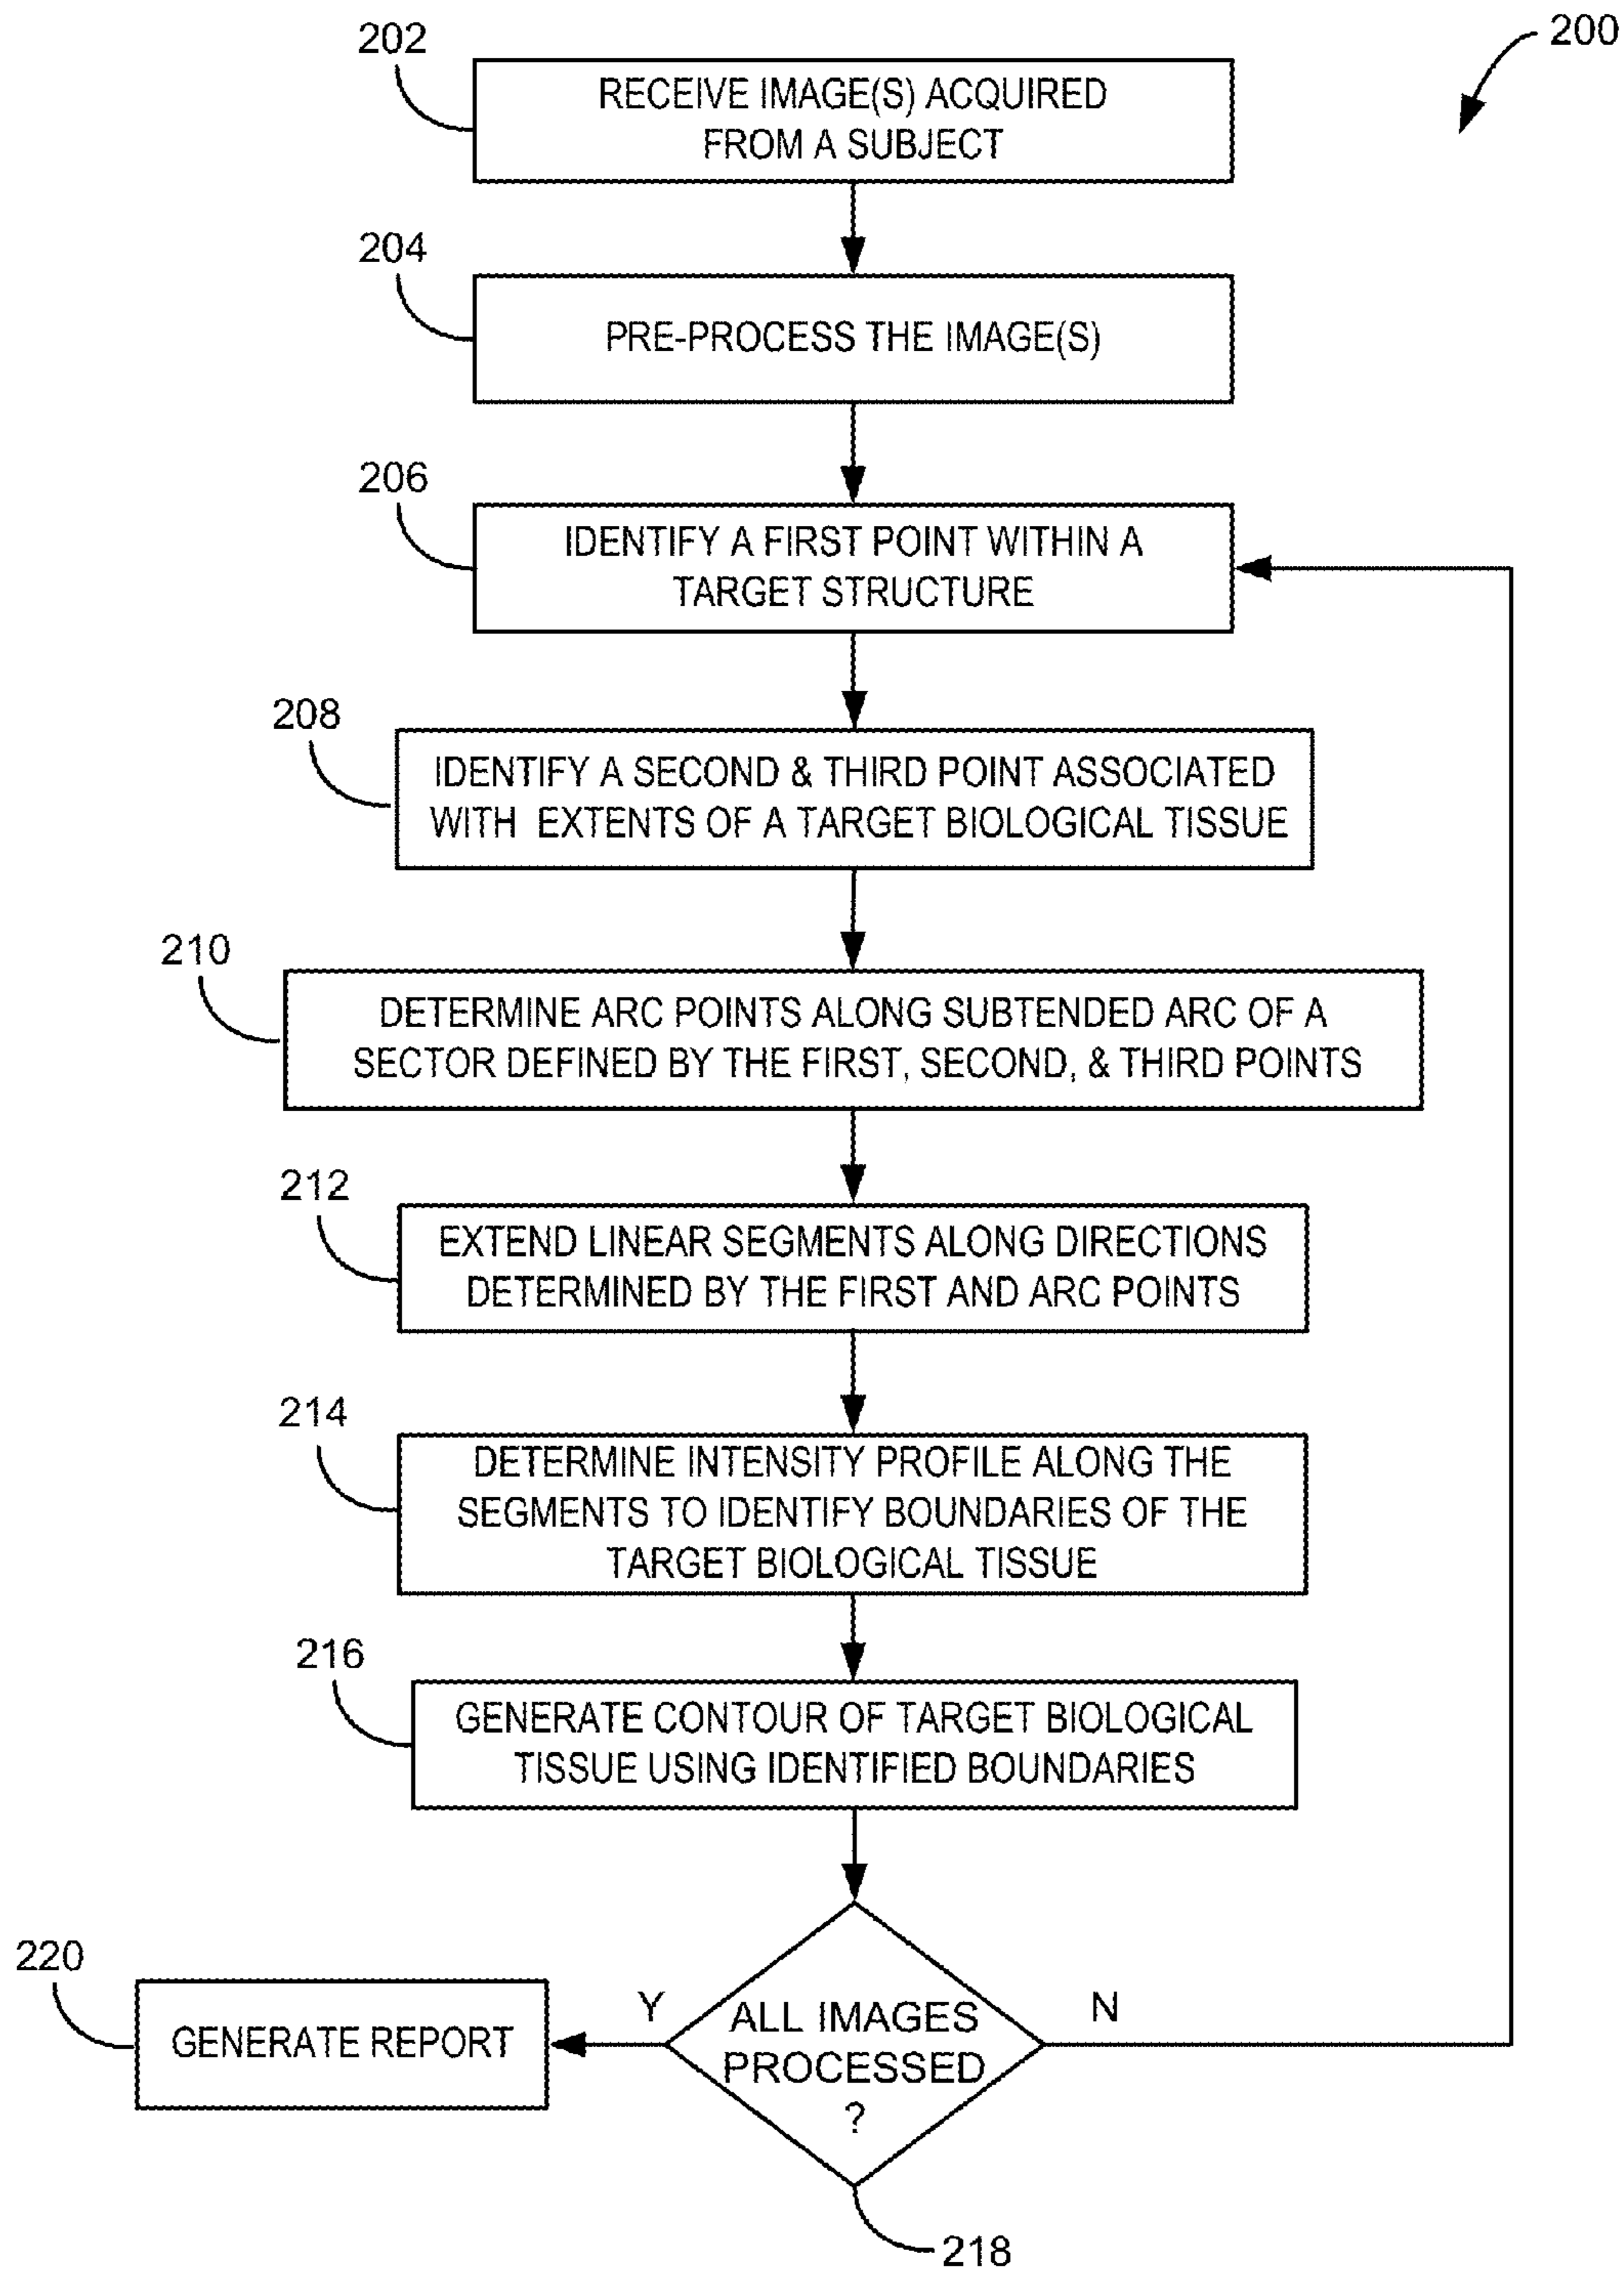 200
202
RECEIVE IMAGE(S) ACQUIRED
FROM A SUBJECT
204
PRE-PROCESS THE IMAGE(S)
206
IDENTIFY A FIRST POINT WITHIN A
TARGET STRUCTURE
208
IDENTIFY A SECOND & THIRD POINT ASSOCIATED
WITH EXTENTS OF A TARGET BIOLOGICAL TISSUE
210
DETERMINE ARC POINTS ALONG SUBTENDED ARC OF A
SECTOR DEFINED BY THE FIRST, SECOND, & THIRD POINTS
212
EXTEND LINEAR SEGMENTS ALONG DIRECTIONS
DETERMINED BY THE FIRST AND ARC POINTS
214
DETERMINE INTENSITY PROFILE ALONG THE
SEGMENTS TO IDENTIFY BOUNDARIES OF THE
TARGET BIOLOGICAL TISSUE
216
GENERATE CONTOUR OF TARGET BIOLOGICAL
TISSUE USING IDENTIFIED BOUNDARIES
220
GENERATE REPORT
Y
ALL IMAGES
PROCESSED
?
N
218